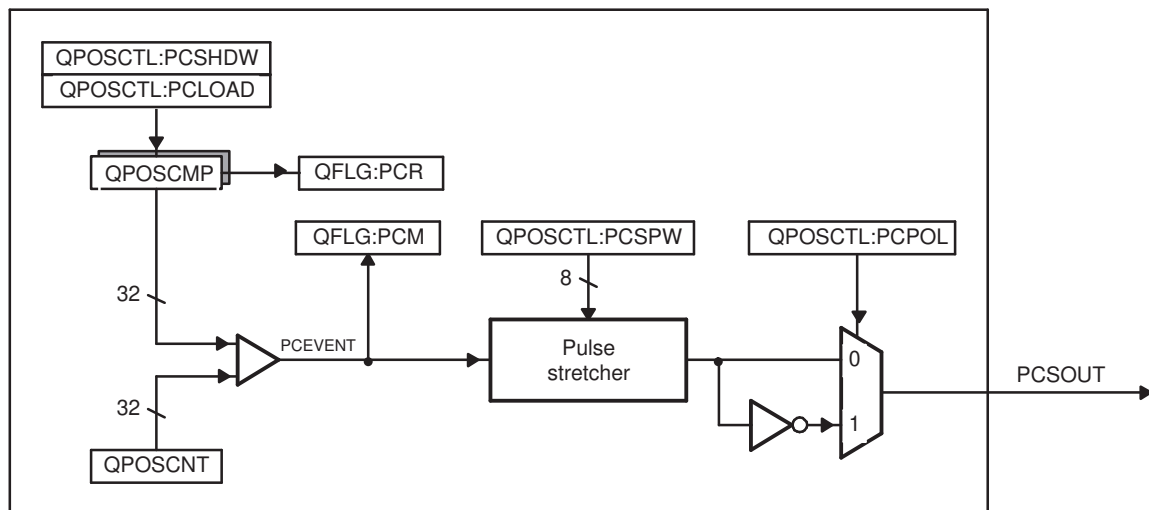 QPOSCTL:PCSHDW
QPOSCTL:PCLOAD
QPOSCMP
QFLG:PCR
QFLG:PCM
QPOSCTL:PCSPW
QPOSCTL:PCPOL
8
32
PCEVENT
Pulse
stretcher
0
PCSOUT
32
1
QPOSCNT